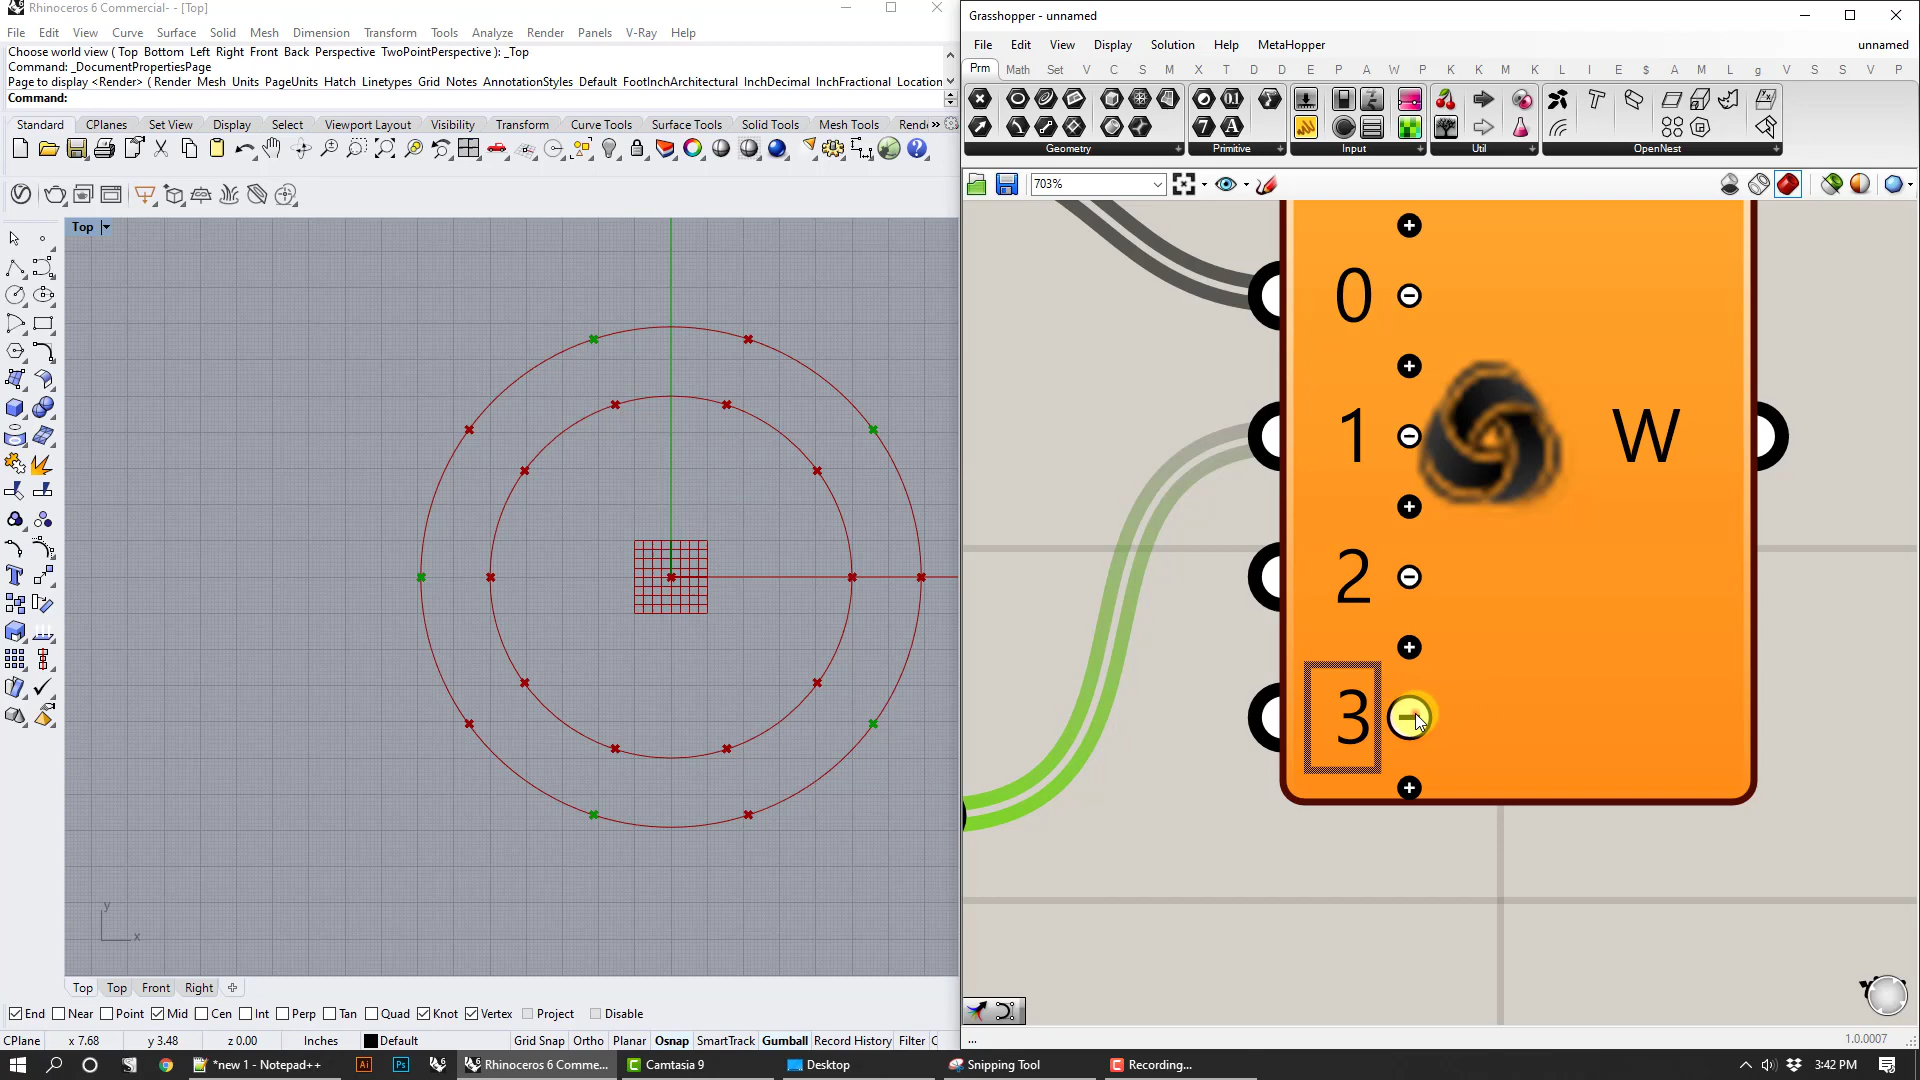 Rhinoceros 6 Commercial- - [Top]
File Edit View Curve Surface Solid Mesh Dimension Transform Tools Analyze Render Panels V-Ray Help
Choose world view ( Top Bottom Left Right Front Back Perspective TwoPointPerspective ): _Top
Command: _DocumentPropertiesPage
Page to display <Render> ( Render Mesh Units PageUnits Hatch Linetypes Grid Notes AnnotationStyles Default FootInchArchitectural InchDecimal InchFractional Location
Command:
Standard CPlanes Set View Display Select Viewport Layout Visibility Transform Curve Tools Surface Tools Solid Tools Mesh Tools Rend »
Top
y
x
Top Top Front Right
End Near Point Mid Cen Int Perp Tan Quad Knot Vertex Project Disable
CPlane x 7.68 y 3.48 z 0.00 Inches Default Grid Snap Ortho Planar Osnap SmartTrack Gumball Record History Filter C
Grasshopper - unnamed
File Edit View Display Solution Help MetaHopper unnamed
Prm Math Set V C S M X T D D E P A W P K K M K L I E $ A M L g V S S V P
Geometry Primitive Input Util OpenNest
703%
0
1
W
2
3
...
1.0.0007
*new 1 - Notepad++ Ai Ps Rhinoceros 6 Comme... Camtasia 9 Desktop Snipping Tool Recording... 3:42 PM